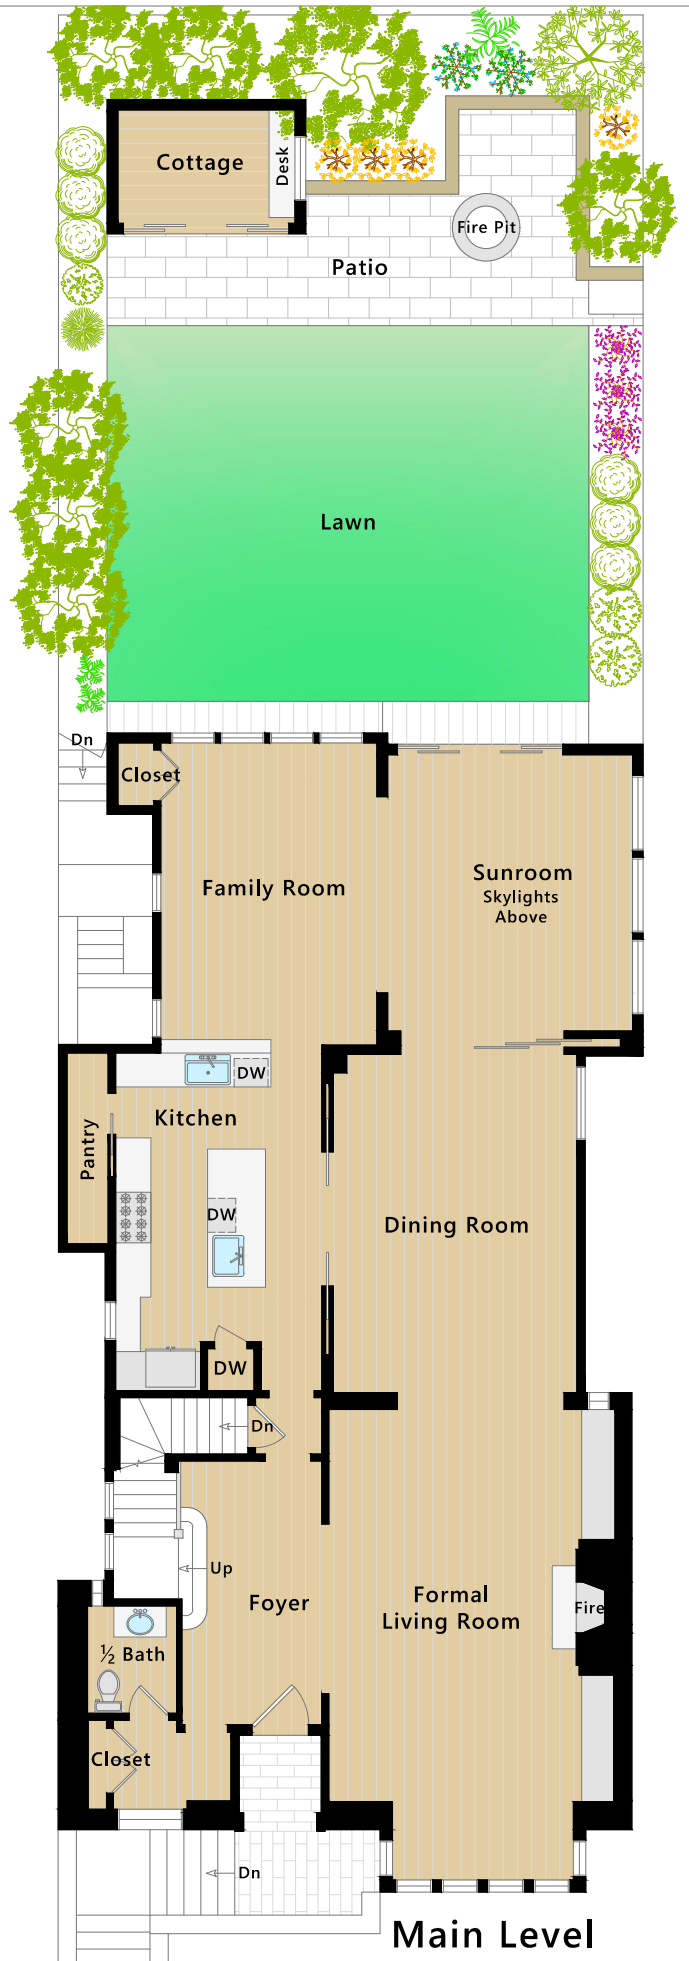 Cottage
Desk
Fire Pit
Patio
Lawn
Dn
Closet
Family Room
Sunroom
Skylights
Above
DW
Kitchen
Pantry
DW
Dining Room
DW
Dn
Up
Foyer
Formal
Living Room
Fire
½ Bath
Closet
Dn
Main Level